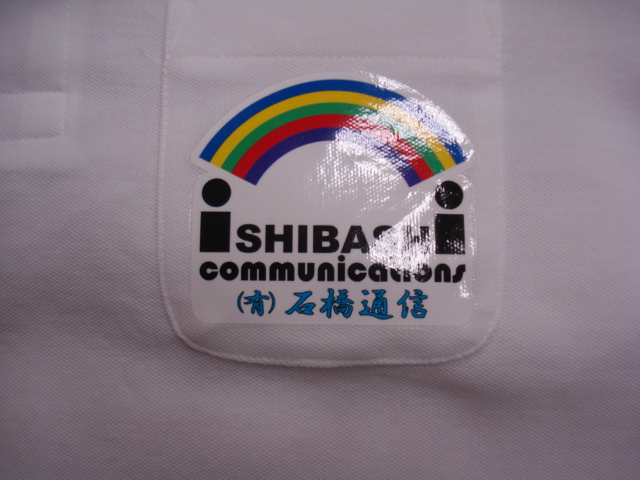 iSHIBASHi
communications
(有)石橋通信